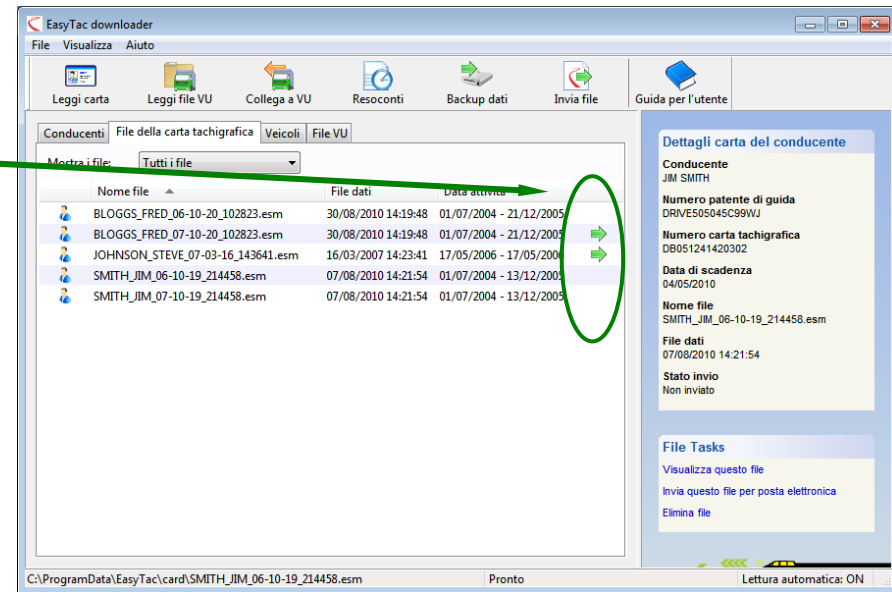 EasyTac downloader
File Visualizza Aiuto
Leggi carta Leggi file VU Collega a VU Resoconti Backup dati Invia file Guida per l'utente
Conducenti File della carta tachigrafica Veicoli File VU
Mostra i file: Tutti i file
Nome file File dati Data attività
BLOGGS_FRED_06-10-20_102823.esm 30/08/2010 14:19:48 01/07/2004 - 21/12/2005
BLOGGS_FRED_07-10-20_102823.esm 30/08/2010 14:19:48 01/07/2004 - 21/12/2005
JOHNSON_STEVE_07-03-16_143641.esm 16/03/2007 14:23:41 17/05/2006 - 17/05/2006
SMITH_JIM_06-10-19_214458.esm 07/08/2010 14:21:54 01/07/2004 - 13/12/2005
SMITH_JIM_07-10-19_214458.esm 07/08/2010 14:21:54 01/07/2004 - 13/12/2005
Dettagli carta del conducente
Conducente
JIM SMITH
Numero patente di guida
DRIVE505045C99WJ
Numero carta tachigrafica
DB051241420302
Data di scadenza
04/05/2010
Nome file
SMITH_JIM_06-10-19_214458.esm
File dati
07/08/2010 14:21:54
Stato invio
Non inviato
File Tasks
Visualizza questo file
Invia questo file per posta elettronica
Elimina file
C:\ProgramData\EasyTac\card\SMITH_JIM_06-10-19_214458.esm Pronto Lettura automatica: ON